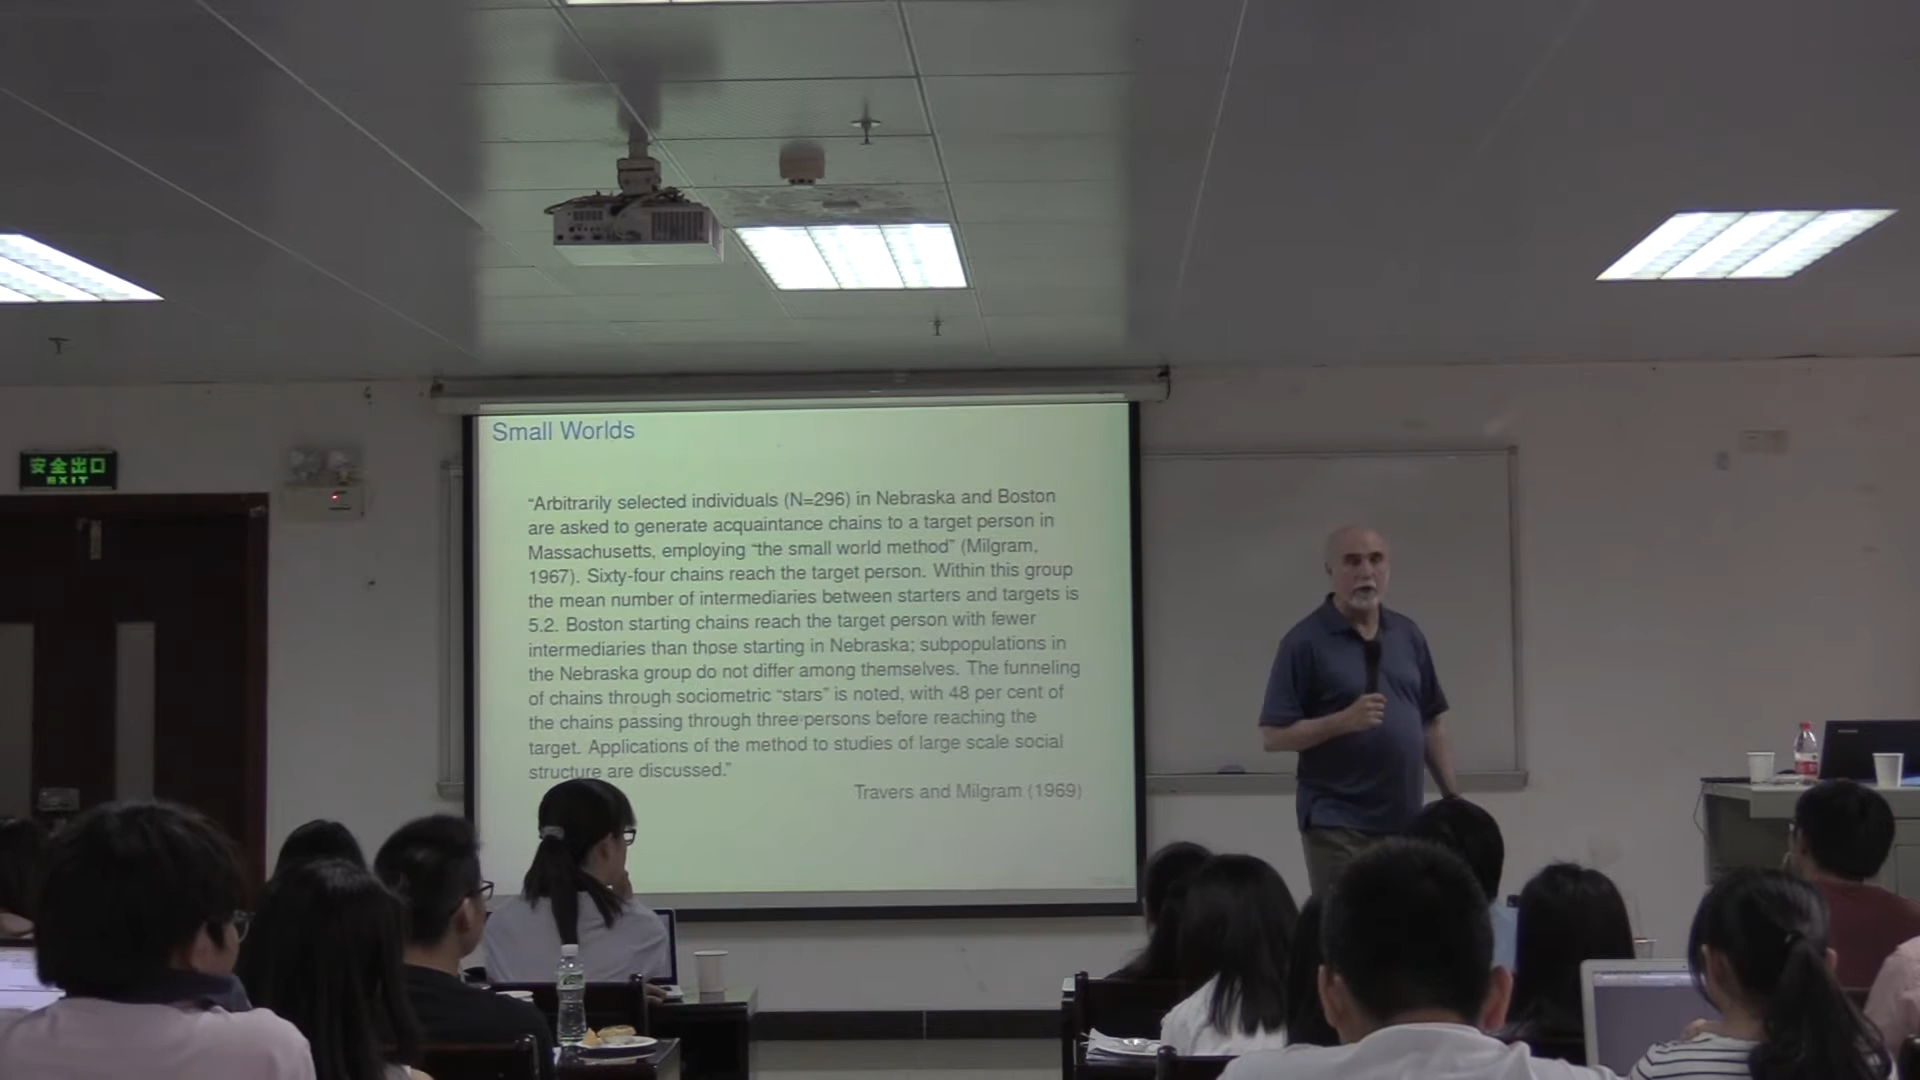 Small Worlds
“Arbitrarily selected individuals (N=296) in Nebraska and Boston
are asked to generate acquaintance chains to a target person in
Massachusetts, employing “the small world method” (Milgram,
1967). Sixty-four chains reach the target person. Within this group
the mean number of intermediaries between starters and targets is
5.2. Boston starting chains reach the target person with fewer
intermediaries than those starting in Nebraska; subpopulations in
the Nebraska group do not differ among themselves. The funneling
of chains through sociometric “stars” is noted, with 48 per cent of
the chains passing through three persons before reaching the
target. Applications of the method to studies of large scale social
structure are discussed.”
Travers and Milgram (1969)
安全出口
EXIT